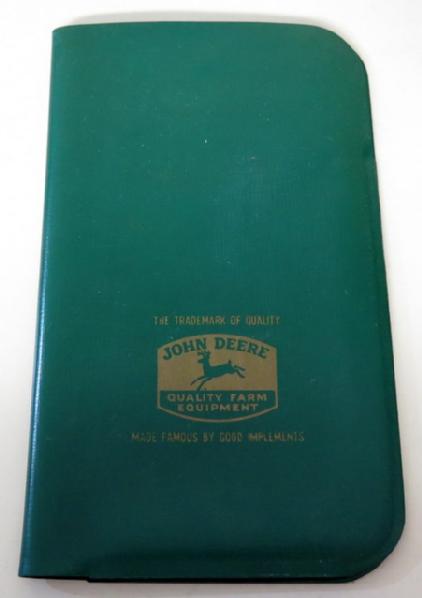 THE TRADEMARK OF QUALITY
JOHN DEERE
QUALITY FARM
EQUIPMENT
MADE FAMOUS BY GOOD IMPLEMENTS